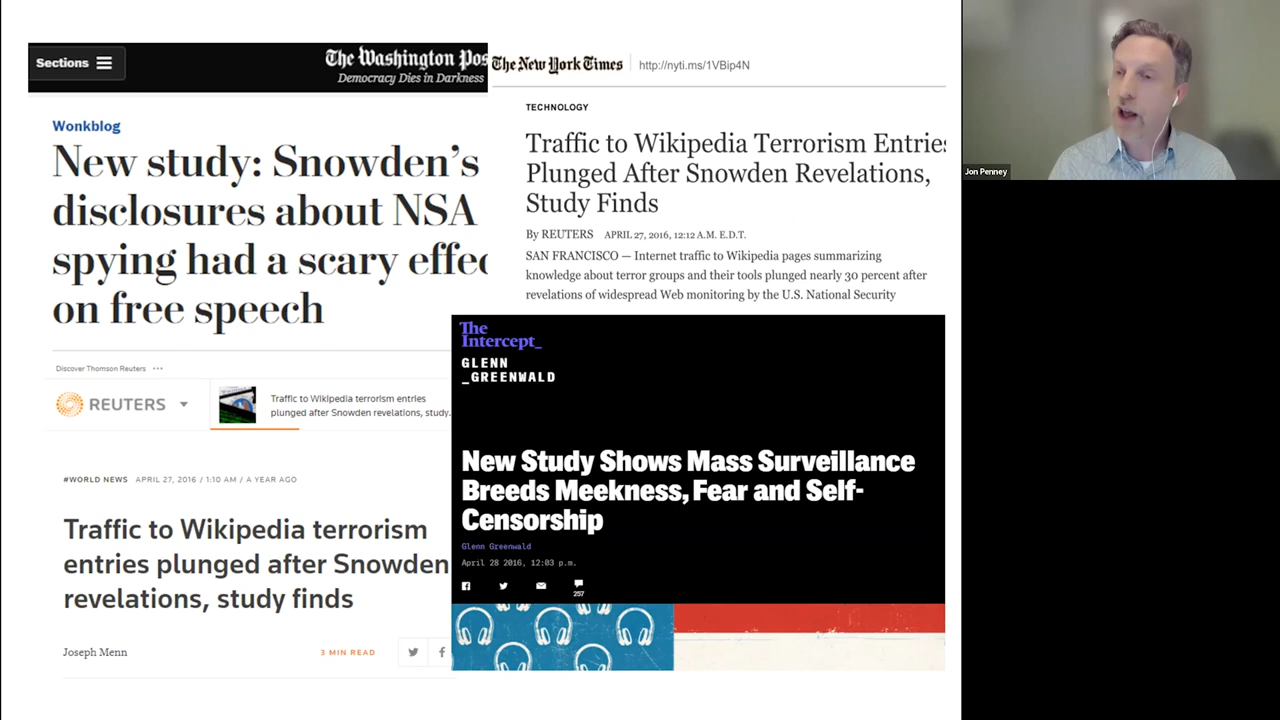 Sections
The Washington Pos
Democracy Dies in Darkness
Wonkblog
New study: Snowden’s
disclosures about NSA
spying had a scary effec
on free speech
The New York Times
http://nyti.ms/1VBip4N
TECHNOLOGY
Traffic to Wikipedia Terrorism Entries
Plunged After Snowden Revelations,
Study Finds
By REUTERS APRIL 27, 2016, 12:12 A.M. E.D.T.
SAN FRANCISCO — Internet traffic to Wikipedia pages summarizing
knowledge about terror groups and their tools plunged nearly 30 percent after
revelations of widespread Web monitoring by the U.S. National Security
Discover Thomson Reuters
REUTERS
Traffic to Wikipedia terrorism entries
plunged after Snowden revelations, study.
#WORLD NEWS APRIL 27, 2016 / 1:10 AM / A YEAR AGO
Traffic to Wikipedia terrorism
entries plunged after Snowden
revelations, study finds
Joseph Menn
3 MIN READ
The
Intercept_
GLENN
_GREENWALD
New Study Shows Mass Surveillance
Breeds Meekness, Fear and Self-
Censorship
Glenn Greenwald
April 28 2016, 12:03 p.m.
257
Jon Penney